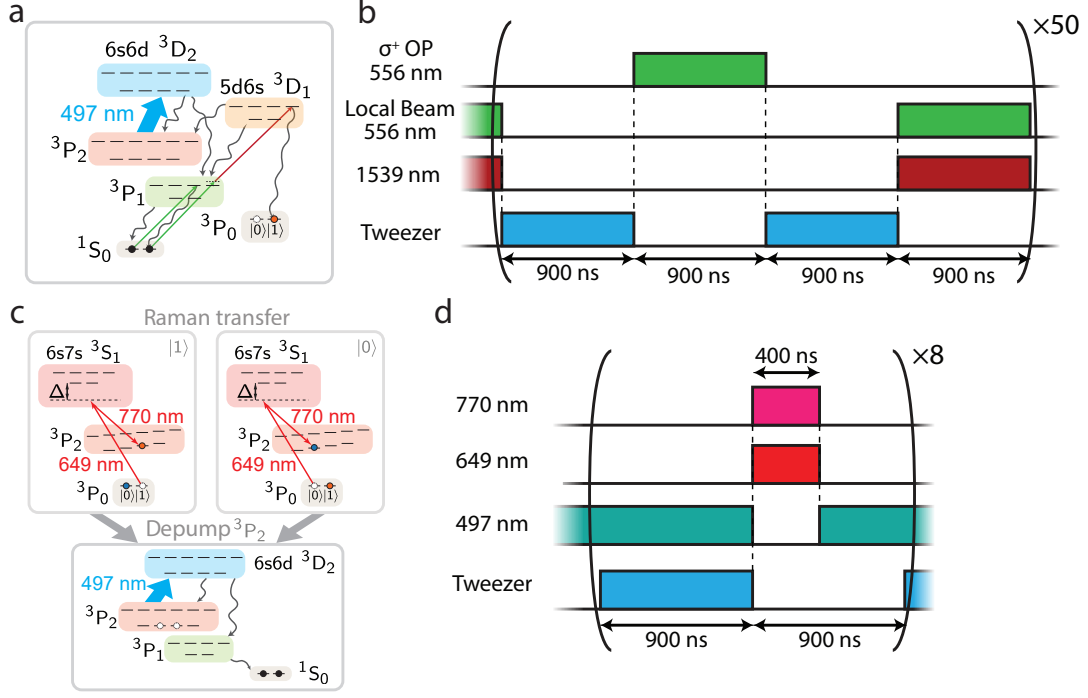 a
6s6d ³D₂
5d6s ³D₁
497 nm
³P₂
³P₁
³P₀
|0⟩|1⟩
¹S₀
b
×50
σ⁺ OP
556 nm
Local Beam
556 nm
1539 nm
Tweezer
900 ns
900 ns
900 ns
900 ns
c
Raman transfer
6s7s ³S₁
|1⟩
Δ
770 nm
³P₂
649 nm
³P₀
|0⟩|1⟩
6s7s ³S₁
|0⟩
Δ
770 nm
³P₂
649 nm
³P₀
|0⟩|1⟩
Depump ³P₂
6s6d ³D₂
497 nm
³P₂
³P₁
¹S₀
d
×8
400 ns
770 nm
649 nm
497 nm
Tweezer
900 ns
900 ns